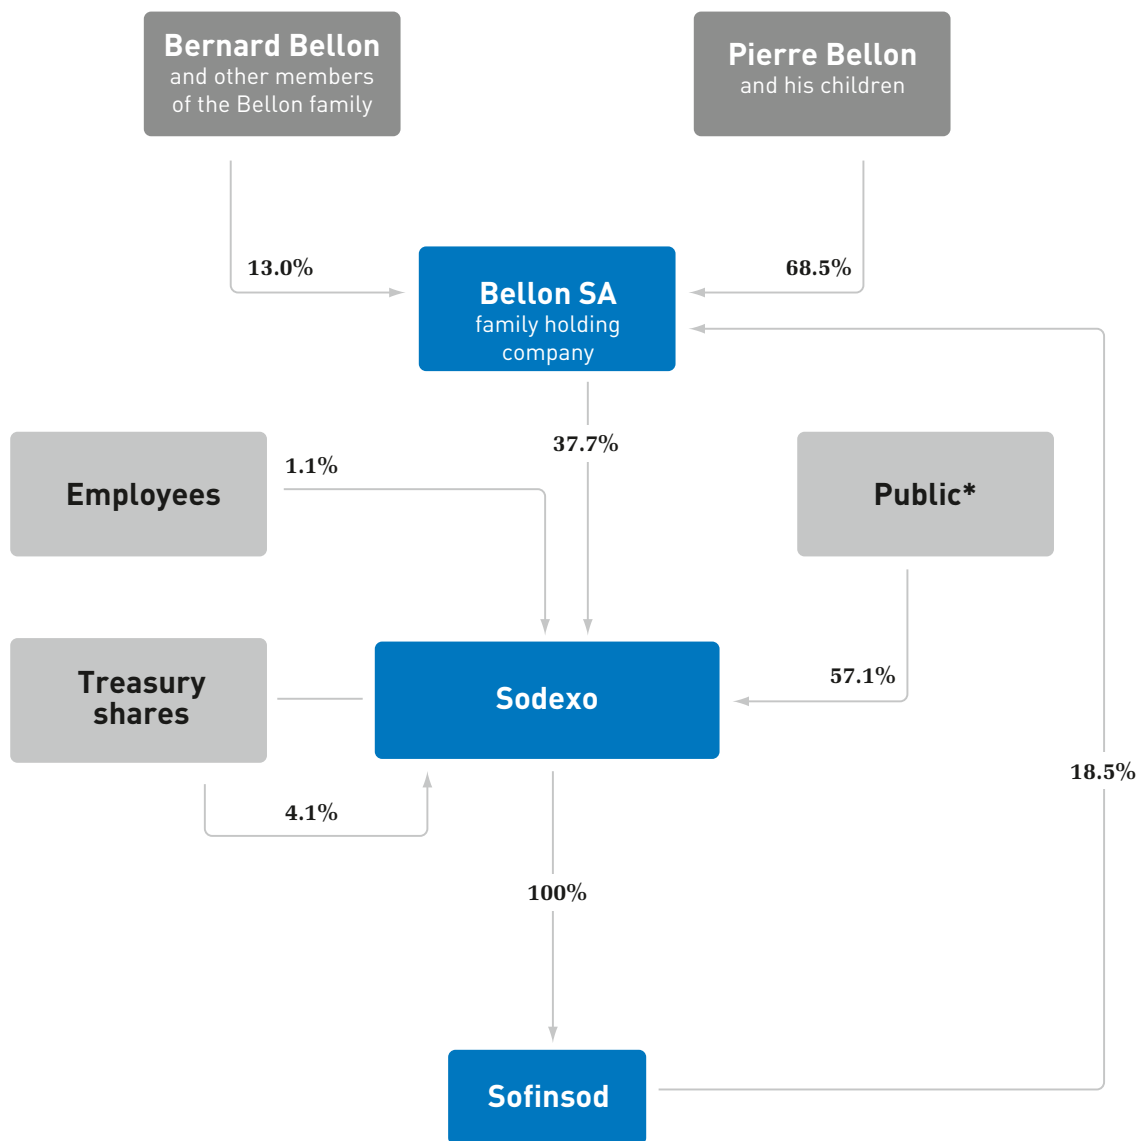 Bernard Bellon
and other members
of the Bellon family
Pierre Bellon
and his children
13.0%
68.5%
Bellon SA
family holding
company
37.7%
Employees
1.1%
Public*
Treasury
shares
Sodexo
57.1%
4.1%
18.5%
100%
Sofinsod